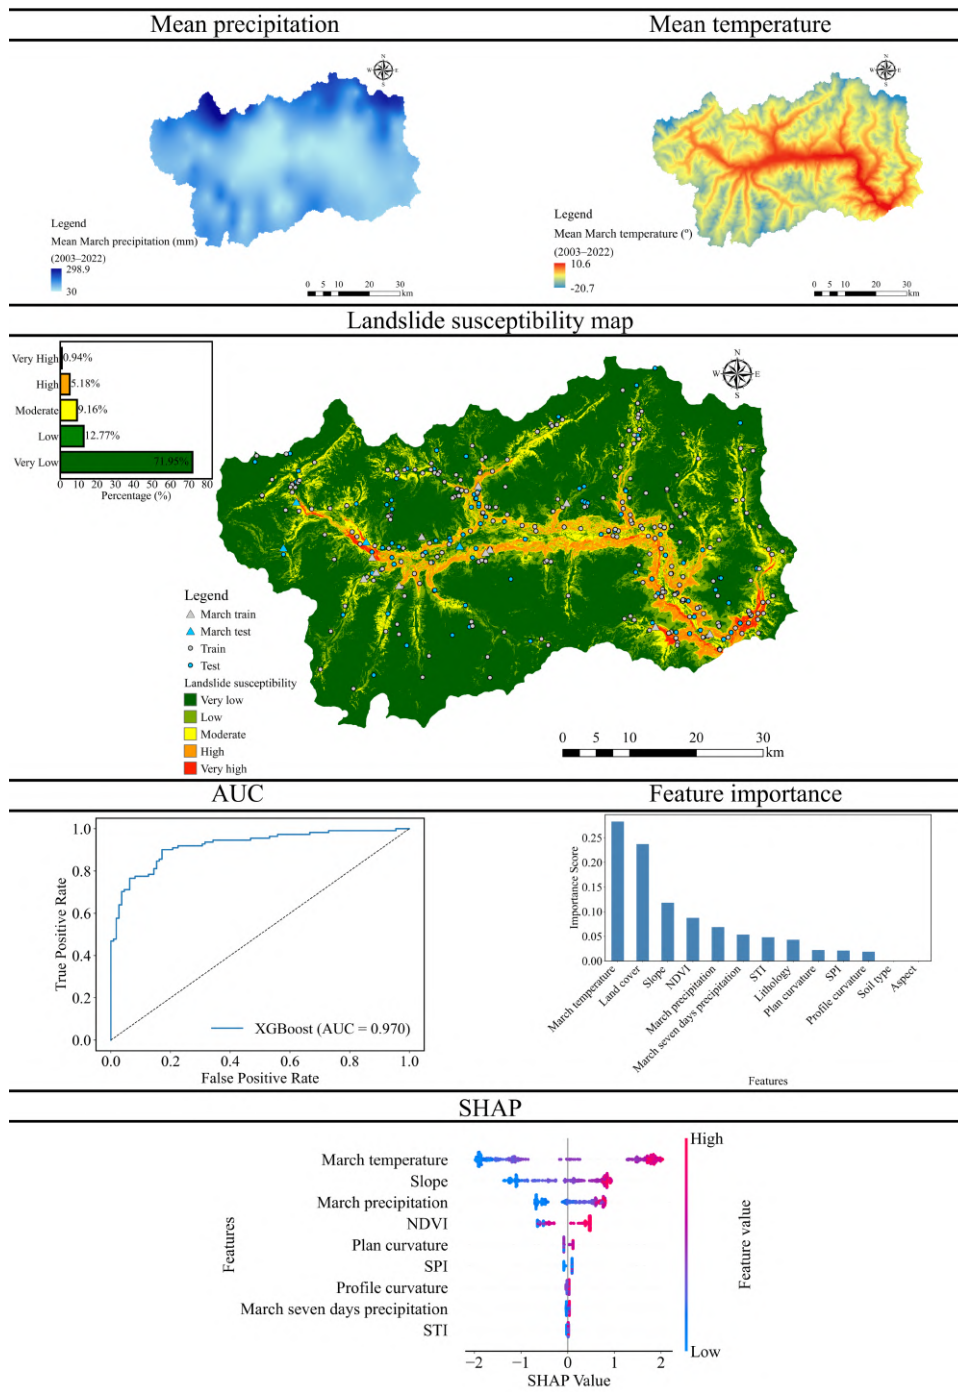 Mean precipitation
Mean temperature
N
W E
S
Legend
Mean March precipitation (mm)
(2003–2022)
298.9
30
0 5 10 20 30
km
N
W E
S
Legend
Mean March temperature (º)
(2003–2022)
10.6
-20.7
0 5 10 20 30
km
Landslide susceptibility map
Very High 0.94%
High 5.18%
Moderate 9.16%
Low 12.77%
Very Low 71.95%
0 10 20 30 40 50 60 70 80
Percentage (%)
N
W E
S
Legend
March train
March test
Train
Test
Landslide susceptibility
Very low
Low
Moderate
High
Very high
0 5 10 20 30
km
AUC
Feature importance
1.0
0.8
0.6
0.4
0.2
0.0
True Positive Rate
XGBoost (AUC = 0.970)
0.0 0.2 0.4 0.6 0.8 1.0
False Positive Rate
0.25
0.20
0.15
0.10
0.05
0.00
Importance Score
March temperature
Land cover
Slope
NDVI
March precipitation
March seven days precipitation
STI
Lithology
Plan curvature
SPI
Profile curvature
Soil type
Aspect
Features
SHAP
Features
March temperature
Slope
March precipitation
NDVI
Plan curvature
SPI
Profile curvature
March seven days precipitation
STI
−2 −1 0 1 2
SHAP Value
High
Low
Feature value